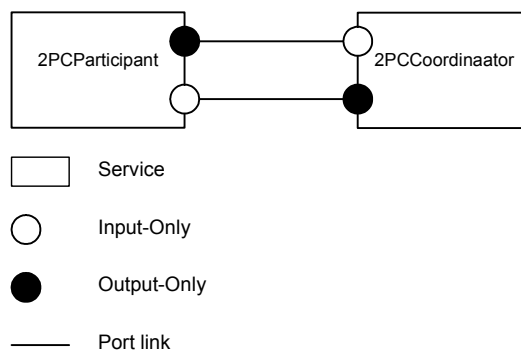 2PCParticipant
2PCCoordinaator
Service
Input-Only
Output-Only
Port link